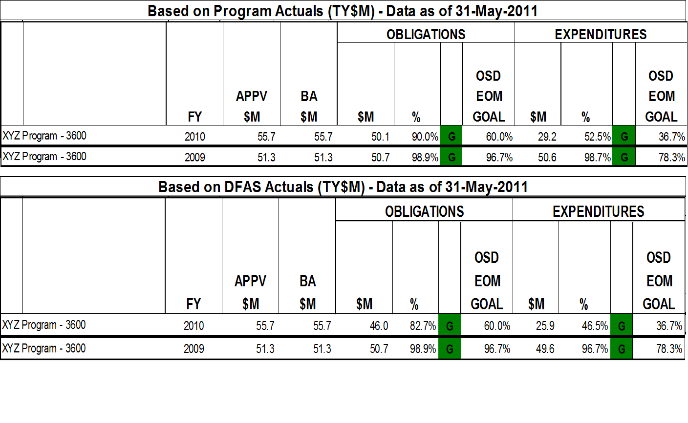 Based on Program Actuals (TY$M) - Data as of 31-May-2011
OBLIGATIONS EXPENDITURES
OSD OSD
APPV BA EOM EOM
FY $M $M $M % GOAL $M % GOAL
XYZ Program - 3600 2010 55.7 55.7 50.1 90.0% G 60.0% 29.2 52.5% G 36.7%
XYZ Program - 3600 2009 51.3 51.3 50.7 98.9% G 96.7% 50.6 98.7% G 78.3%
Based on DFAS Actuals (TY$M) - Data as of 31-May-2011
OBLIGATIONS EXPENDITURES
OSD OSD
APPV BA EOM EOM
FY $M $M $M % GOAL $M % GOAL
XYZ Program - 3600 2010 55.7 55.7 46.0 82.7% G 60.0% 25.9 46.5% G 36.7%
XYZ Program - 3600 2009 51.3 51.3 50.7 98.9% G 96.7% 49.6 96.7% G 78.3%